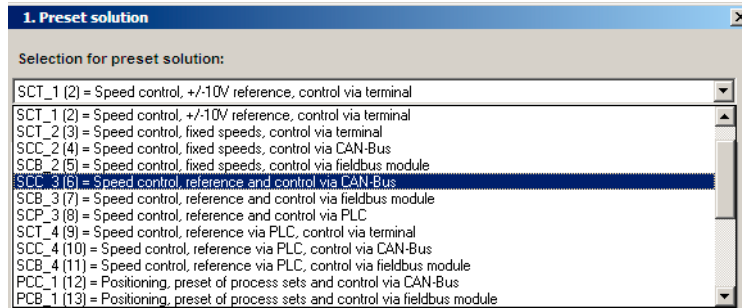 1. Preset solution
Selection for preset solution:
SCT_1 (2) = Speed control, +/-10V reference, control via terminal
SCT_1 (2) = Speed control, +/-10V reference, control via terminal
SCT_2 (3) = Speed control, fixed speeds, control via terminal
SCC_2 (4) = Speed control, fixed speeds, control via CAN-Bus
SCB_2 (5) = Speed control, fixed speeds, control via fieldbus module
SCC_3 (6) = Speed control, reference and control via CAN-Bus
SCB_3 (7) = Speed control, reference and control via fieldbus module
SCP_3 (8) = Speed control, reference and control via PLC
SCT_4 (9) = Speed control, reference via PLC, control via terminal
SCC_4 (10) = Speed control, reference via PLC, control via CAN-Bus
SCB_4 (11) = Speed control, reference via PLC, control via fieldbus module
PCC_1 (12) = Positioning, preset of process sets and control via CAN-Bus
PCB_1 (13) = Positioning, preset of process sets and control via fieldbus module